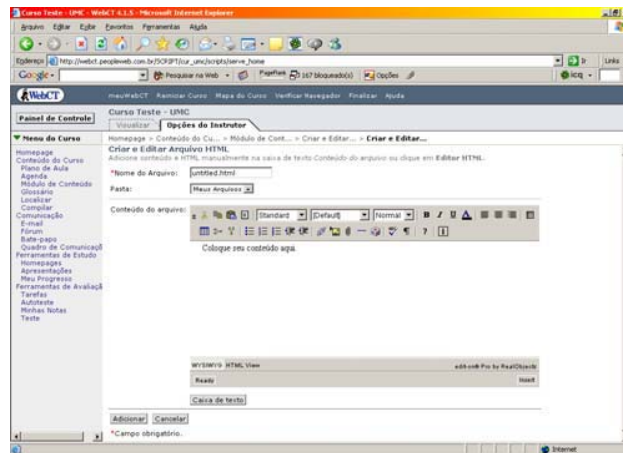 Curso Teste - UMC - WebCT 4.1.5 - Microsoft Internet Explorer
Arquivo Editar Exibir Favoritos Ferramentas Ajuda
Endereço http://webct.peopleweb.com.br/SCRIPT/cur_umc/scripts/serve_home Ir Links
Google - Pesquisar na Web PageRank 167 bloqueado(s) Opções icq
WebCT meuWebCT Reiniciar Curso Mapa do Curso Verificar Navegador Finalizar Ajuda
Painel de Controle Curso Teste - UMC
Visualizar Opções do Instrutor
Menu do Curso Homepage > Conteúdo do Cu... > Módulo de Cont... > Criar e Editar... > Criar e Editar...
Criar e Editar Arquivo HTML
Adicione conteúdo e HTML manualmente na caixa de texto Conteúdo do arquivo ou clique em Editor HTML.
Homepage
Conteúdo do Curso
Plano de Aula
Agenda
Módulo de Conteúdo
Glossário
Localizar
Compilar
Comunicação
E-mail
Fórum
Bate-papo
Quadro de Comunicaçõ
Ferramentas de Estudo
Homepages
Apresentações
Meu Progresso
Ferramentas de Avaliaçã
Tarefas
Autoteste
Minhas Notas
Teste
*Nome do Arquivo: untitled.html
Pasta: Meus Arquivos
Conteúdo do arquivo: Standard (Default) Normal B I U A
Coloque seu conteúdo aqui.
WYSIWYG HTML View edit-on® Pro by RealObjects
Ready Insert
Caixa de texto
Adicionar Cancelar
*Campo obrigatório.
Internet